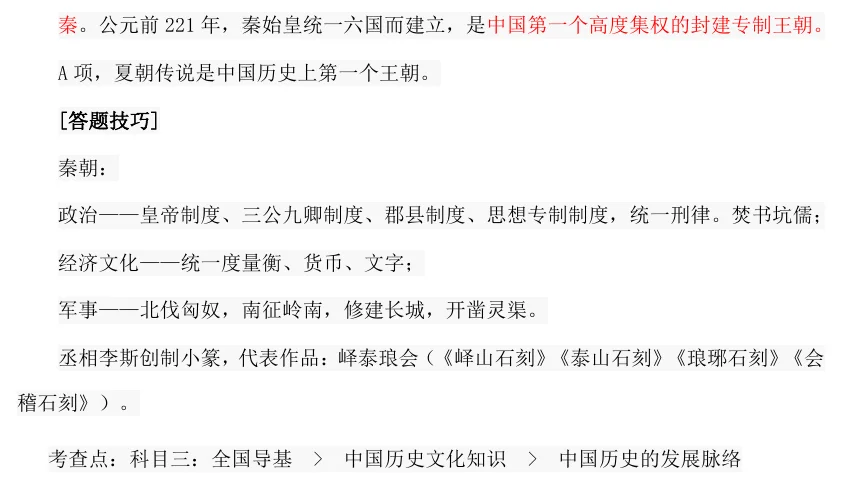 秦。公元前 221 年，秦始皇统一六国而建立，是中国第一个高度集权的封建专制王朝。
A 项，夏朝传说是中国历史上第一个王朝。
[答题技巧]
秦朝：
政治——皇帝制度、三公九卿制度、郡县制度、思想专制制度，统一刑律。焚书坑儒；
经济文化——统一度量衡、货币、文字；
军事——北伐匈奴，南征岭南，修建长城，开凿灵渠。
丞相李斯创制小篆，代表作品：峄泰琅会（《峄山石刻》《泰山石刻》《琅琊石刻》《会
稽石刻》）。
考查点：科目三：全国导基 > 中国历史文化知识 > 中国历史的发展脉络